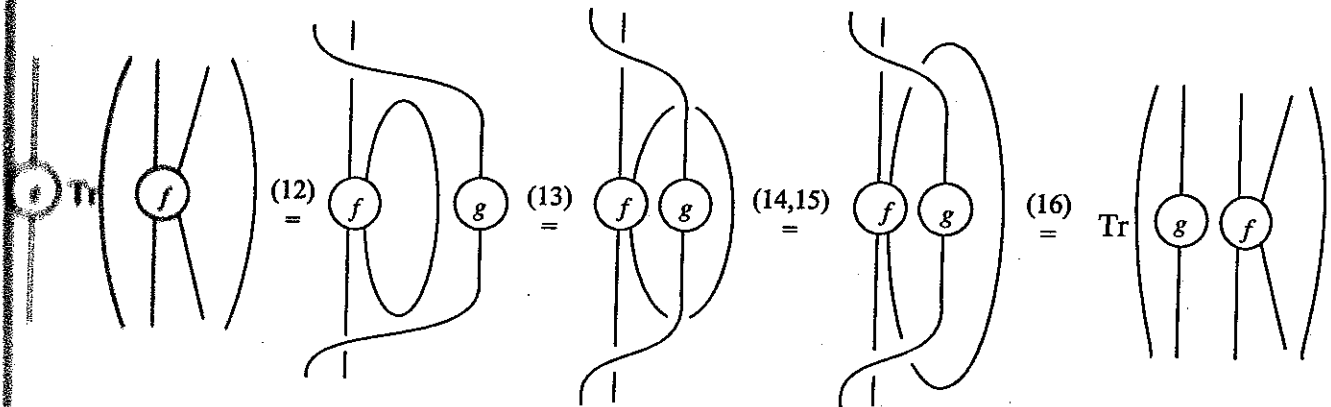 f Tr f (12) = f g (13) = f g (14,15) = f g (16) = Tr g f